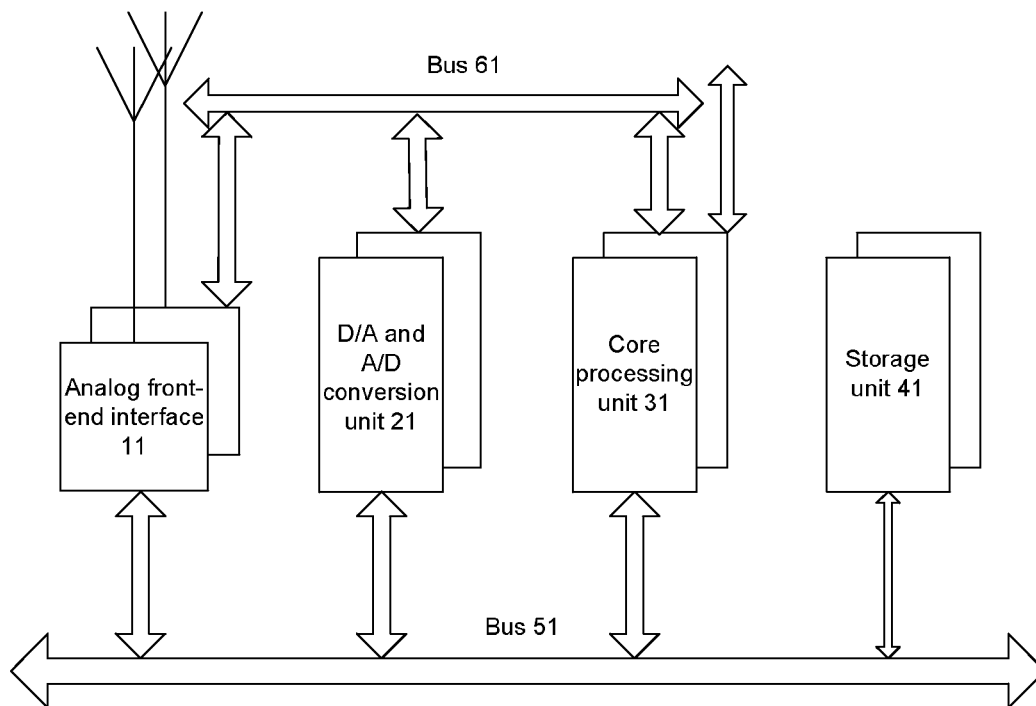 Bus 61
Analog front-
end interface
11
D/A and
A/D
conversion
unit 21
Core
processing
unit 31
Storage
unit 41
Bus 51